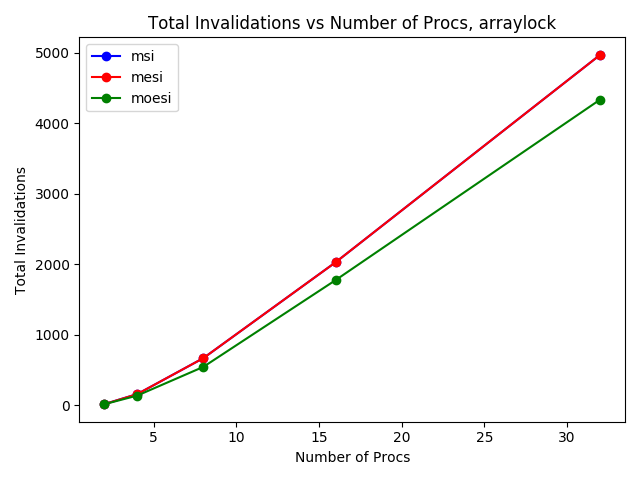 Total Invalidations vs Number of Procs, arraylock
msi
mesi
moesi
Total Invalidations
5000
4000
3000
2000
1000
0
5
10
15
20
25
30
Number of Procs